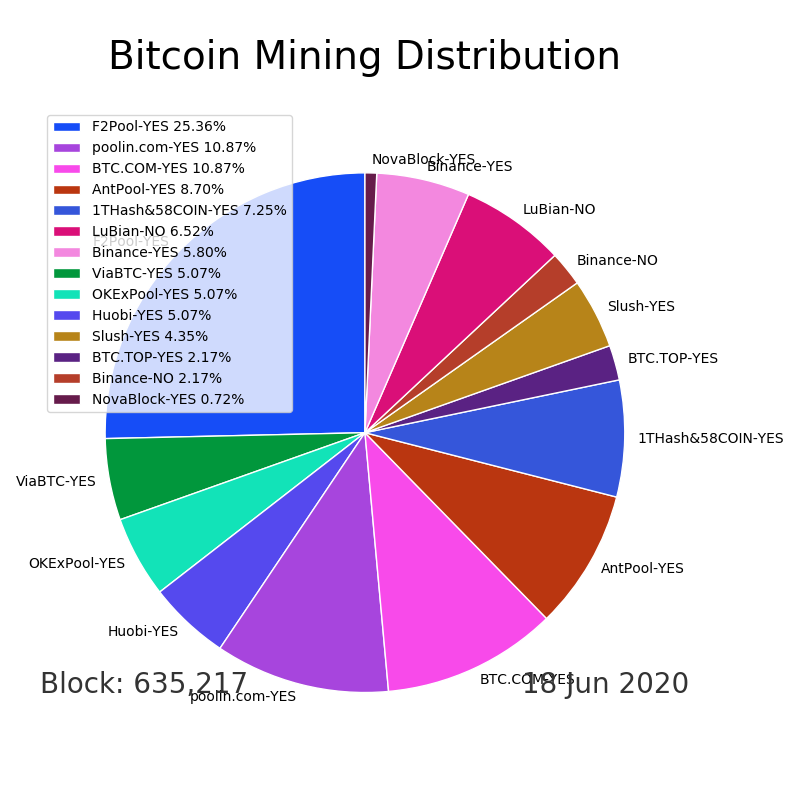 Bitcoin Mining Distribution
F2Pool-YES 25.36%
poolin.com-YES 10.87%
BTC.COM-YES 10.87%
AntPool-YES 8.70%
1THash&58COIN-YES 7.25%
LuBian-NO 6.52%
Binance-YES 5.80%
ViaBTC-YES 5.07%
OKExPool-YES 5.07%
Huobi-YES 5.07%
Slush-YES 4.35%
BTC.TOP-YES 2.17%
Binance-NO 2.17%
NovaBlock-YES 0.72%
F2Pool-YES
NovaBlock-YES
Binance-YES
LuBian-NO
Binance-NO
Slush-YES
BTC.TOP-YES
1THash&58COIN-YES
AntPool-YES
BTC.COM-YES
poolin.com-YES
Huobi-YES
OKExPool-YES
ViaBTC-YES
Block: 635,217
18 Jun 2020